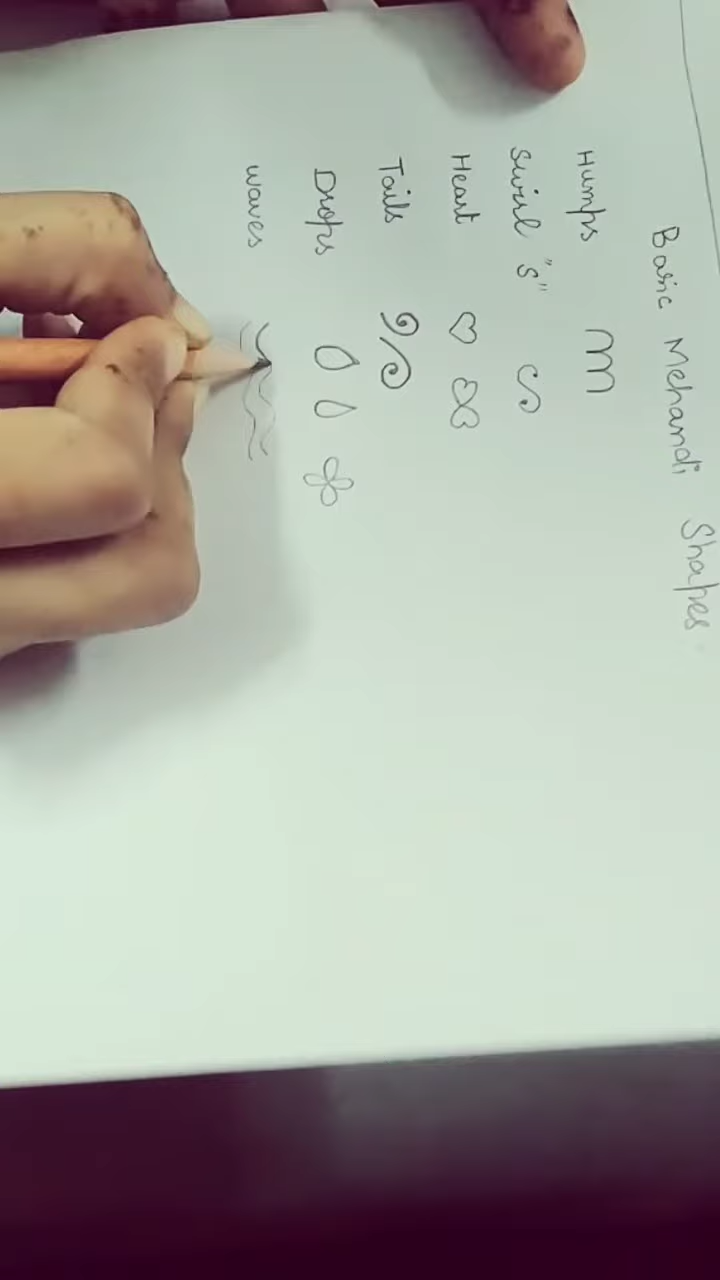 Basic Mehandi Shapes.
Humps
Swirl "s"
Heart
Tails
Drops
waves